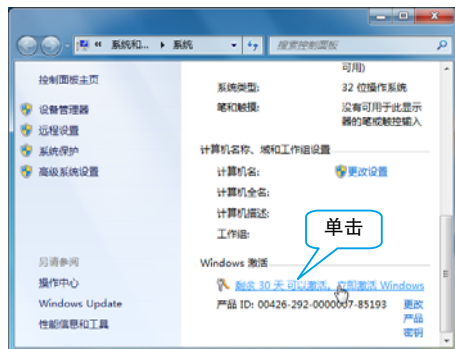 « 系统和... ▸ 系统
搜索控制面板
控制面板主页
设备管理器
远程设置
系统保护
高级系统设置
另请参阅
操作中心
Windows Update
性能信息和工具
可用)
系统类型: 32 位操作系统
笔和触摸: 没有可用于此显示
器的笔或触控输入
计算机名称、域和工作组设置
计算机名: 更改设置
计算机全名:
计算机描述:
工作组:
单击
Windows 激活
剩余 30 天 可以激活。立即激活 Windows
产品 ID: 00426-292-0000007-85193 更改
产品
密钥